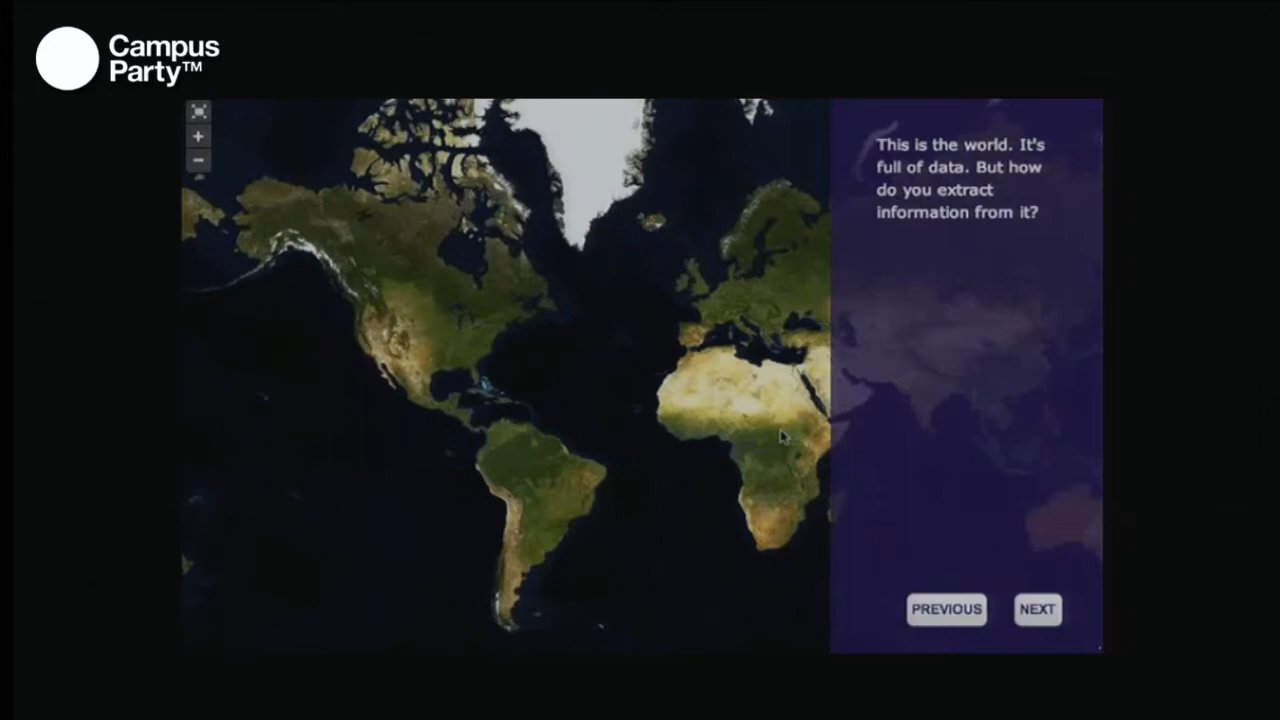 Campus
Party™
This is the world. It's
full of data. But how
do you extract
information from it?
PREVIOUS
NEXT